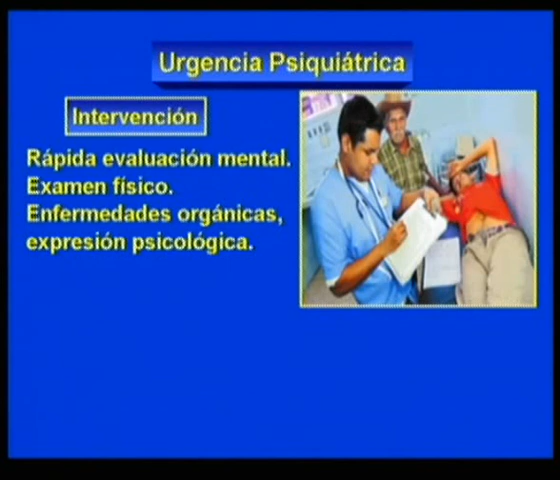 Urgencia Psiquiátrica
Intervención
Rápida evaluación mental.
Examen físico.
Enfermedades orgánicas,
expresión psicológica.